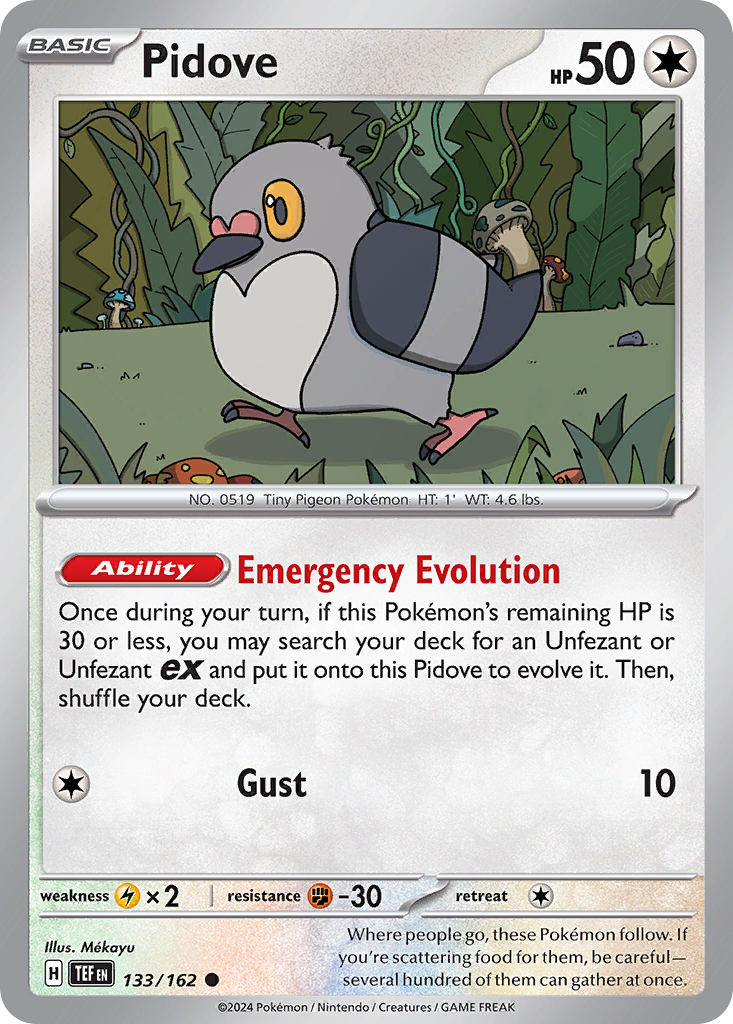 BASIC Pidove HP 50
NO. 0519 Tiny Pigeon Pokémon HT: 1' WT: 4.6 lbs.
Ability Emergency Evolution
Once during your turn, if this Pokémon's remaining HP is
30 or less, you may search your deck for an Unfezant or
Unfezant ex and put it onto this Pidove to evolve it. Then,
shuffle your deck.
Gust 10
weakness ×2 resistance -30 retreat
Illus. Mékayu
Where people go, these Pokémon follow. If
you're scattering food for them, be careful—
several hundred of them can gather at once.
H TEF EN 133/162
©2024 Pokémon / Nintendo / Creatures / GAME FREAK